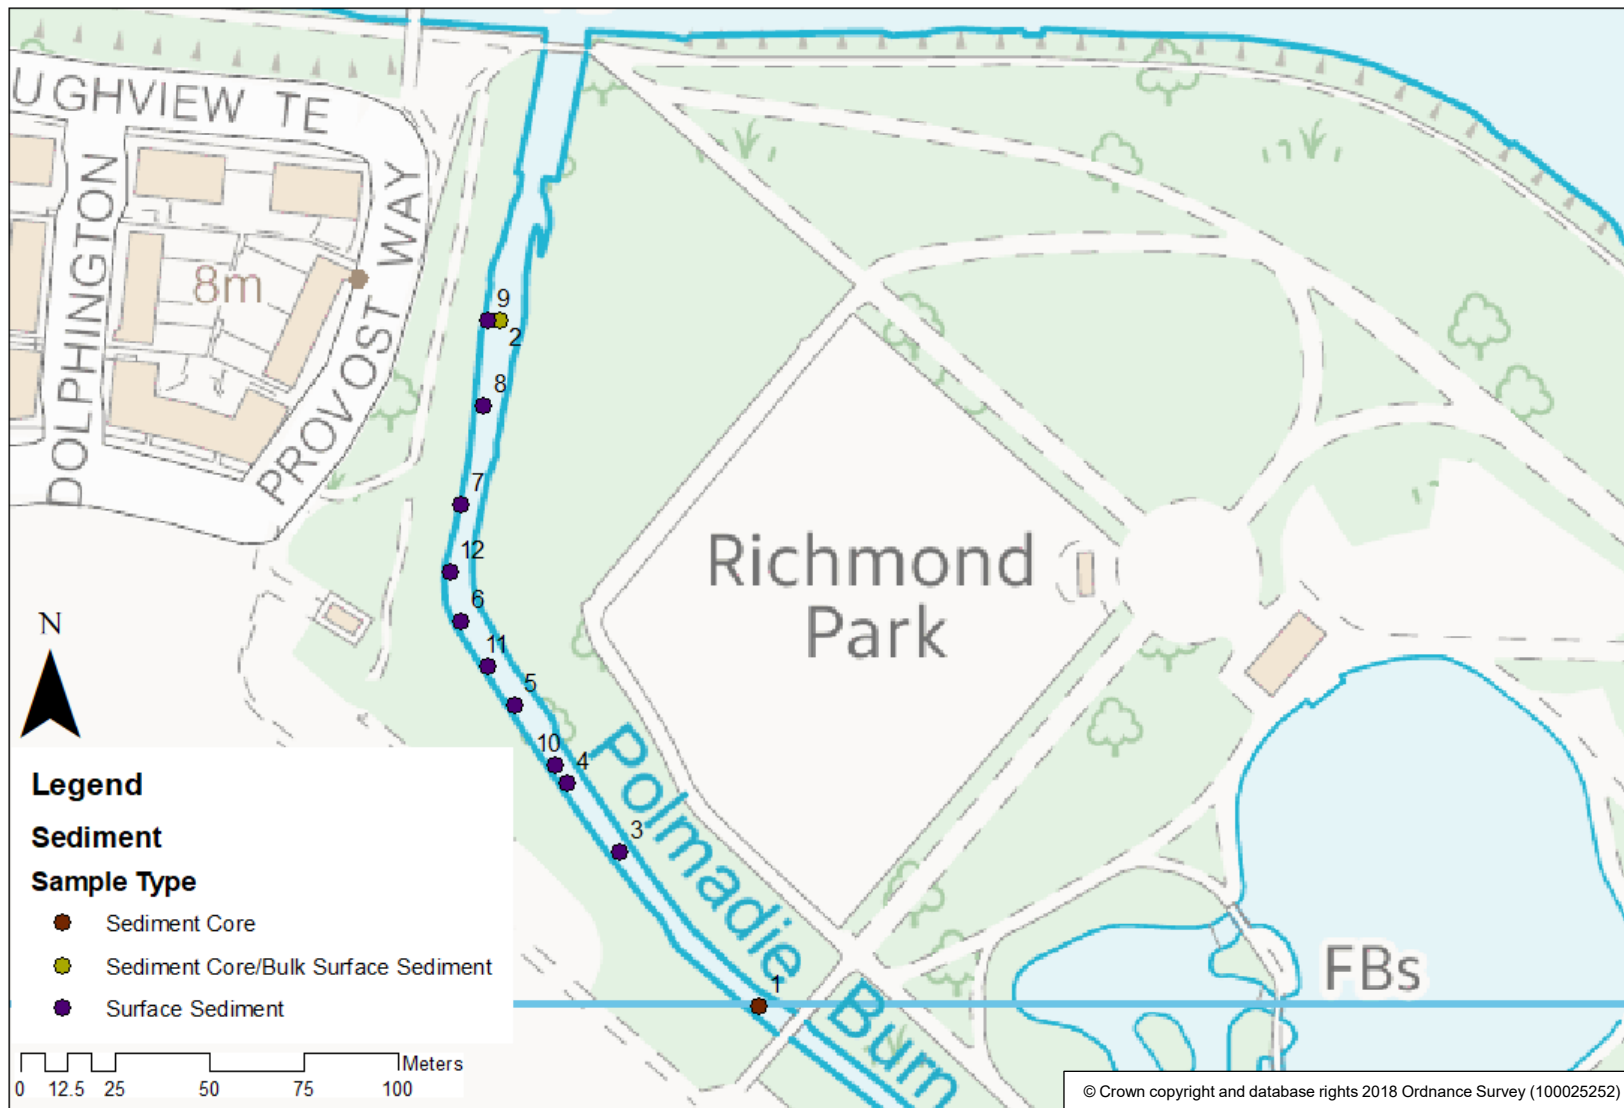 UGHVIEW TE
DOLPHINGTON
PROVOST WAY
8m
9
2
8
7
12
6
11
5
10
4
3
1
Richmond
Park
Polmadie Burn
FBs
N
Legend
Sediment
Sample Type
Sediment Core
Sediment Core/Bulk Surface Sediment
Surface Sediment
Meters
0 12.5 25 50 75 100
© Crown copyright and database rights 2018 Ordnance Survey (100025252)